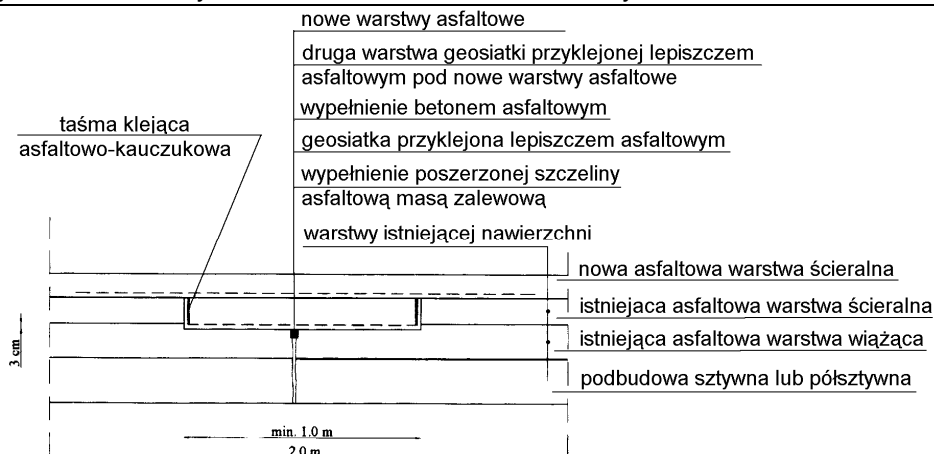 nowe warstwy asfaltowe
druga warstwa geosiatki przyklejonej lepiszczem
asfaltowym pod nowe warstwy asfaltowe
wypełnienie betonem asfaltowym
taśma klejąca
asfaltowo-kauczukowa
geosiatka przyklejona lepiszczem asfaltowym
wypełnienie poszerzonej szczeliny
asfaltową masą zalewową
warstwy istniejącej nawierzchni
nowa asfaltowa warstwa ścieralna
istniejaca asfaltowa warstwa ścieralna
istniejąca asfaltowa warstwa wiążąca
podbudowa sztywna lub półsztywna
3 cm
min. 1.0 m
2.0 m